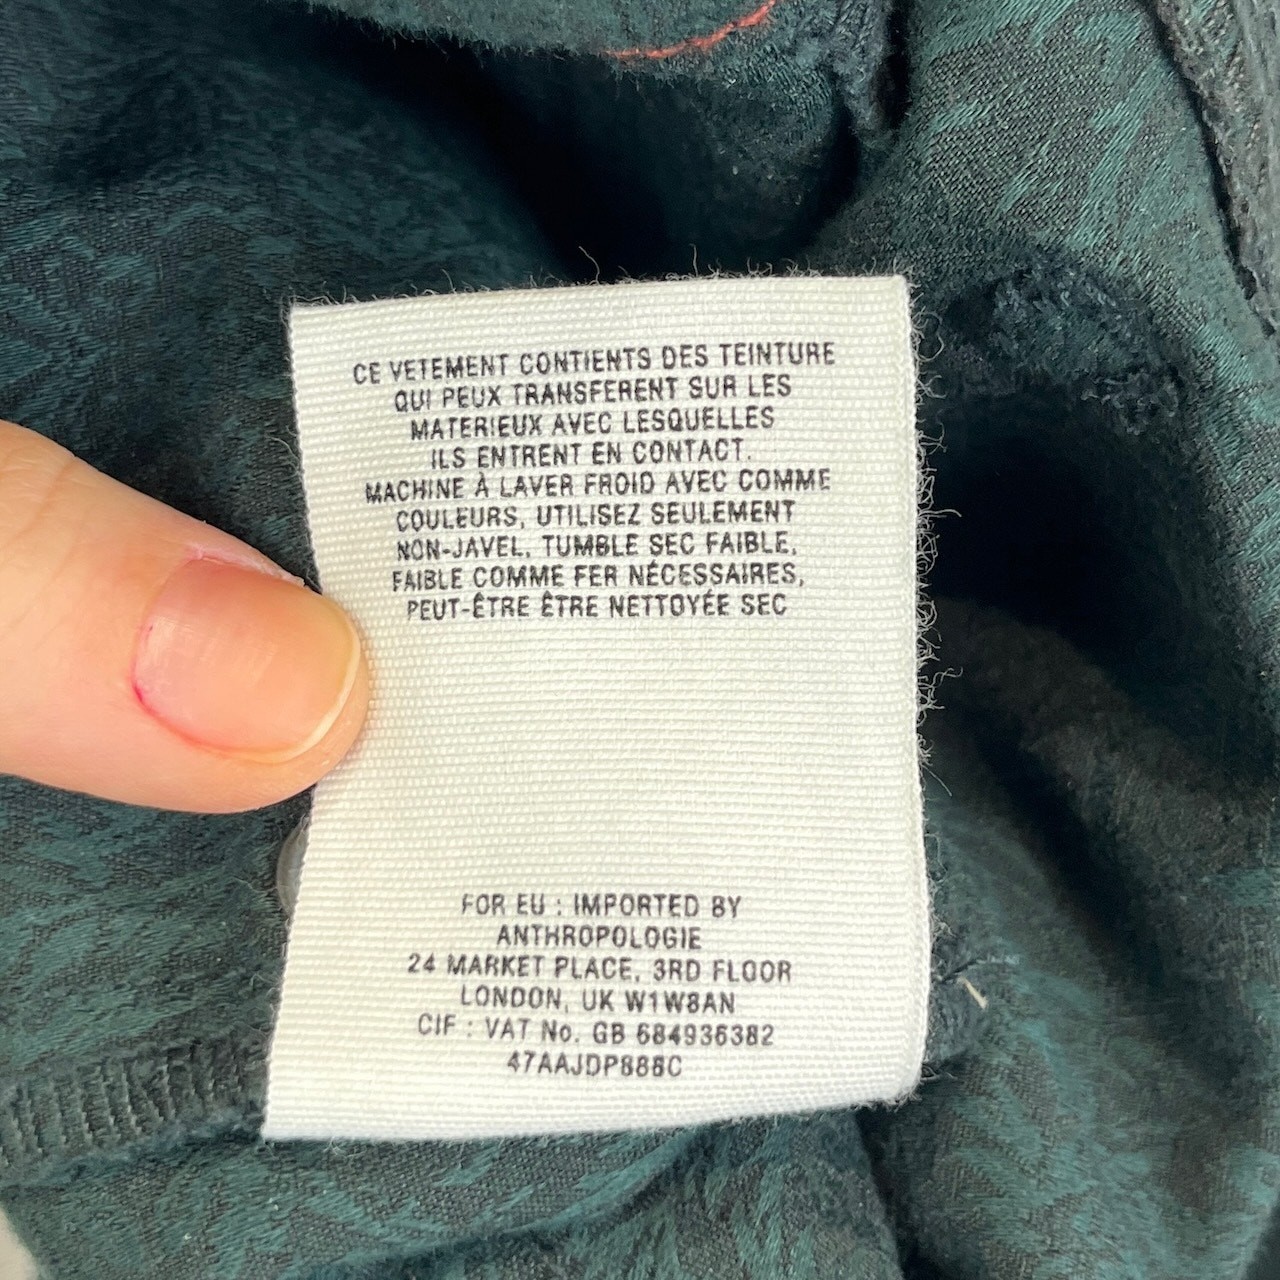 CE VETEMENT CONTIENTS DES TEINTURE
QUI PEUX TRANSFERENT SUR LES
MATERIEUX AVEC LESQUELLES
ILS ENTRENT EN CONTACT.
MACHINE À LAVER FROID AVEC COMME
COULEURS, UTILISEZ SEULEMENT
NON-JAVEL, TUMBLE SEC FAIBLE,
FAIBLE COMME FER NÉCESSAIRES,
PEUT-ÊTRE ÊTRE NETTOYÉE SEC
FOR EU : IMPORTED BY
ANTHROPOLOGIE
24 MARKET PLACE, 3RD FLOOR
LONDON, UK W1W8AN
CIF : VAT No. GB 684936382